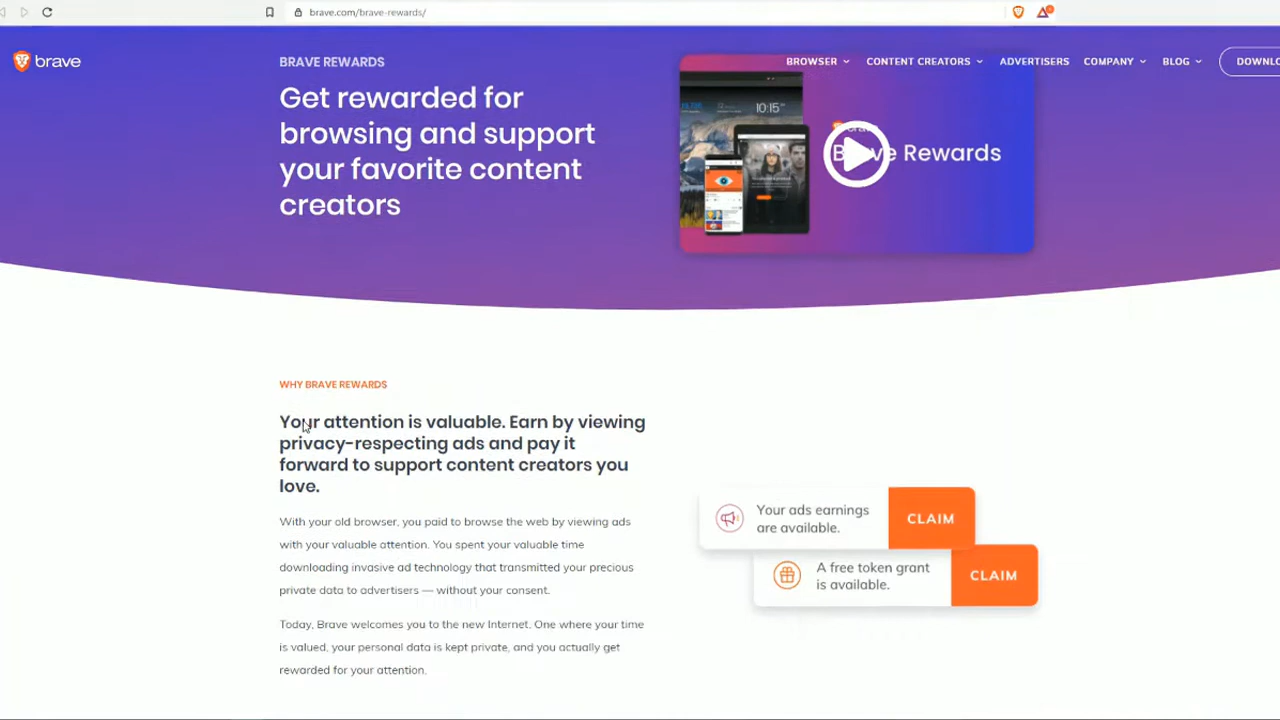 brave.com/brave-rewards/
brave
BROWSER
CONTENT CREATORS
ADVERTISERS
COMPANY
BLOG
BRAVE REWARDS
Get rewarded for
browsing and support
your favorite content
creators
10:15
Brave Rewards
WHY BRAVE REWARDS
Your attention is valuable. Earn by viewing
privacy-respecting ads and pay it
forward to support content creators you
love.
With your old browser, you paid to browse the web by viewing ads
with your valuable attention. You spent your valuable time
downloading invasive ad technology that transmitted your precious
private data to advertisers — without your consent.
Today, Brave welcomes you to the new Internet. One where your time
is valued, your personal data is kept private, and you actually get
rewarded for your attention.
Your ads earnings
are available.
CLAIM
A free token grant
is available.
CLAIM